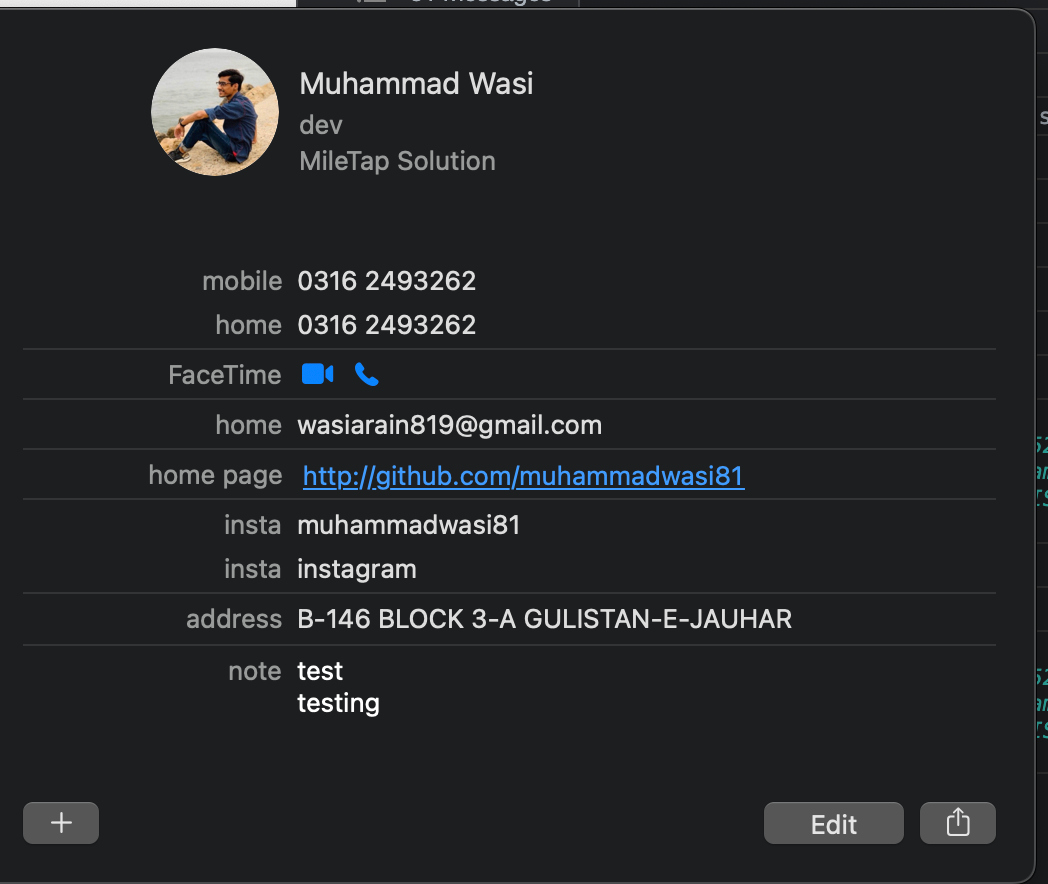 Muhammad Wasi
dev
MileTap Solution
mobile 0316 2493262
home 0316 2493262
FaceTime
home wasiarain819@gmail.com
home page http://github.com/muhammadwasi81
insta muhammadwasi81
insta instagram
address B-146 BLOCK 3-A GULISTAN-E-JAUHAR
note test
testing
Edit